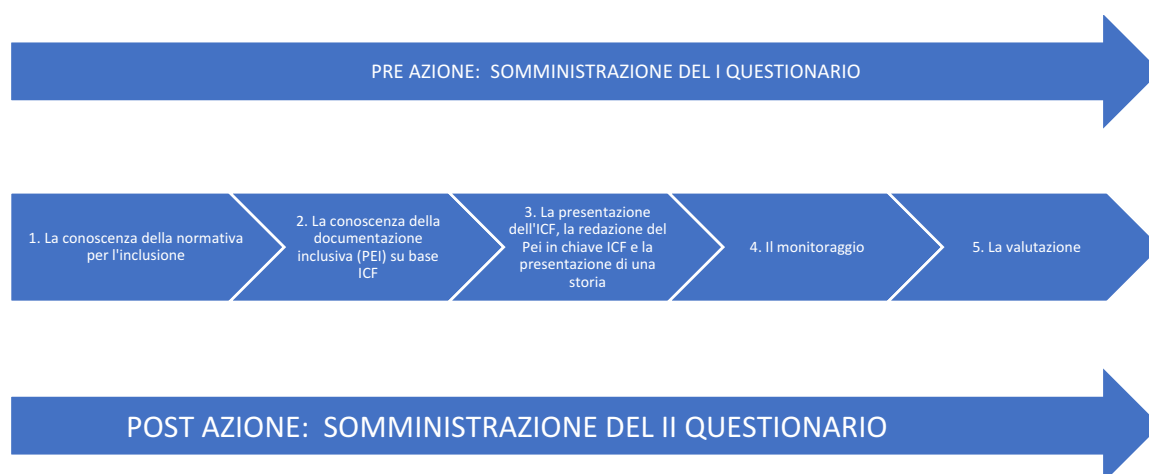 PRE AZIONE:  SOMMINISTRAZIONE DEL I QUESTIONARIO
1. La conoscenza della normativa
per l'inclusione
2. La conoscenza della
documentazione
inclusiva (PEI) su base
ICF
3. La presentazione
dell'ICF, la redazione del
Pei in chiave ICF e la
presentazione di una
storia
4. Il monitoraggio
5. La valutazione
POST AZIONE:  SOMMINISTRAZIONE DEL II QUESTIONARIO